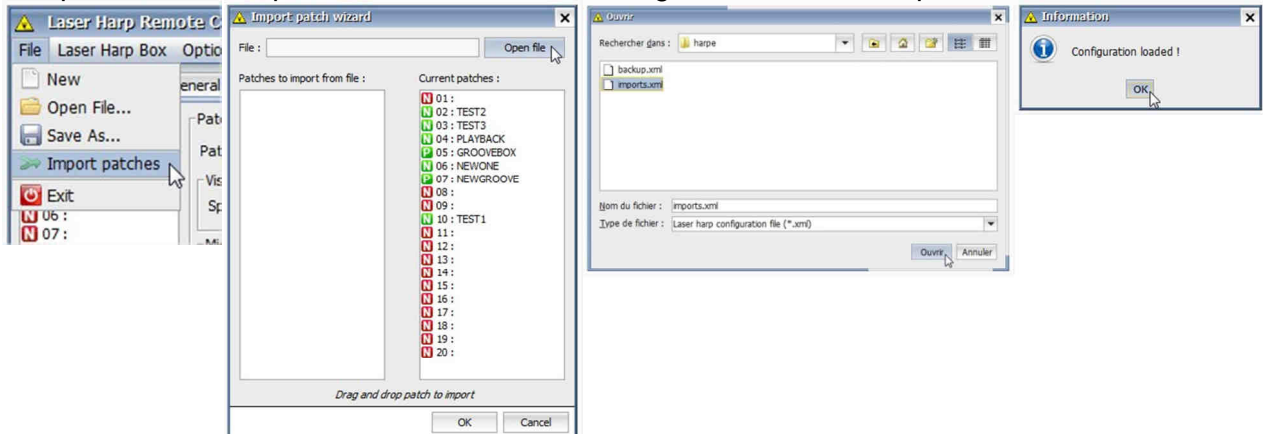 Laser Harp Remote C
File Laser Harp Box Optio
New
Open File...
Save As...
Import patches
Exit
06 :
07 :
eneral
Pat
Vis
Sp
Import patch wizard
File : Open file
Patches to import from file : Current patches :
N 01 :
N 02 : TEST2
N 03 : TEST3
N 04 : PLAYBACK
P 05 : GROOVEBOX
N 06 : NEWONE
P 07 : NEWGROOVE
N 08 :
N 09 :
N 10 : TEST1
N 11 :
N 12 :
N 13 :
N 14 :
N 15 :
N 16 :
N 17 :
N 18 :
N 19 :
N 20 :
Drag and drop patch to import
OK Cancel
Ouvrir
Rechercher dans : harpe
backup.xml
imports.xml
Nom du fichier : imports.xml
Type de fichier : Laser harp configuration file (*.xml)
Ouvrir Annuler
Information
Configuration loaded !
OK